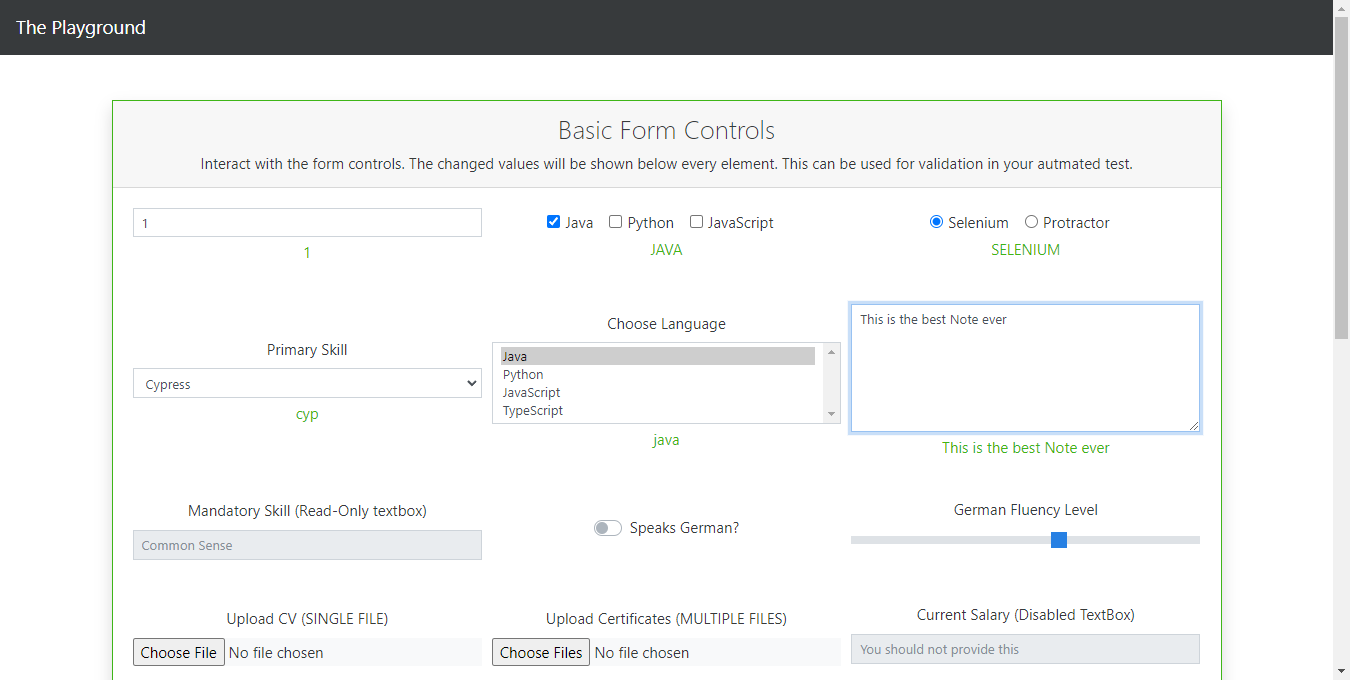 The Playground
Basic Form Controls
Interact with the form controls. The changed values will be shown below every element. This can be used for validation in your autmated test.
1
Java Python JavaScript
Selenium Protractor
1
JAVA
SELENIUM
Primary Skill
Cypress
cyp
Choose Language
Java
Python
JavaScript
TypeScript
java
This is the best Note ever
This is the best Note ever
Mandatory Skill (Read-Only textbox)
Common Sense
Speaks German?
German Fluency Level
Upload CV (SINGLE FILE)
Choose File No file chosen
Upload Certificates (MULTIPLE FILES)
Choose Files No file chosen
Current Salary (Disabled TextBox)
You should not provide this